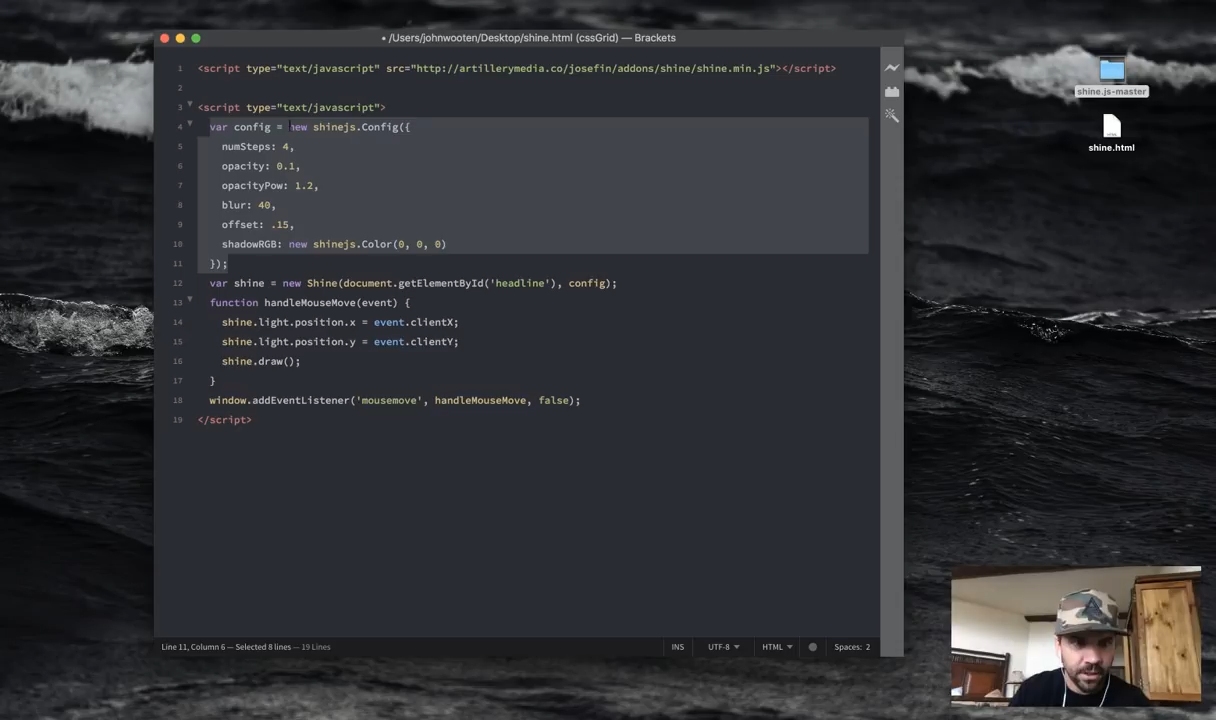 • /Users/johnwooten/Desktop/shine.html (cssGrid) — Brackets
1 <script type="text/javascript" src="http://artillerymedia.co/josefin/addons/shine/shine.min.js"></script>
2
3 <script type="text/javascript">
4 var config = new shinejs.Config({
5 numSteps: 4,
6 opacity: 0.1,
7 opacityPow: 1.2,
8 blur: 40,
9 offset: .15,
10 shadowRGB: new shinejs.Color(0, 0, 0)
11 });
12 var shine = new Shine(document.getElementById('headline'), config);
13 function handleMouseMove(event) {
14 shine.light.position.x = event.clientX;
15 shine.light.position.y = event.clientY;
16 shine.draw();
17 }
18 window.addEventListener('mousemove', handleMouseMove, false);
19 </script>
Line 11, Column 6 — Selected 8 lines — 19 Lines
INS UTF-8 HTML Spaces: 2
shine.js-master
HTML
shine.html